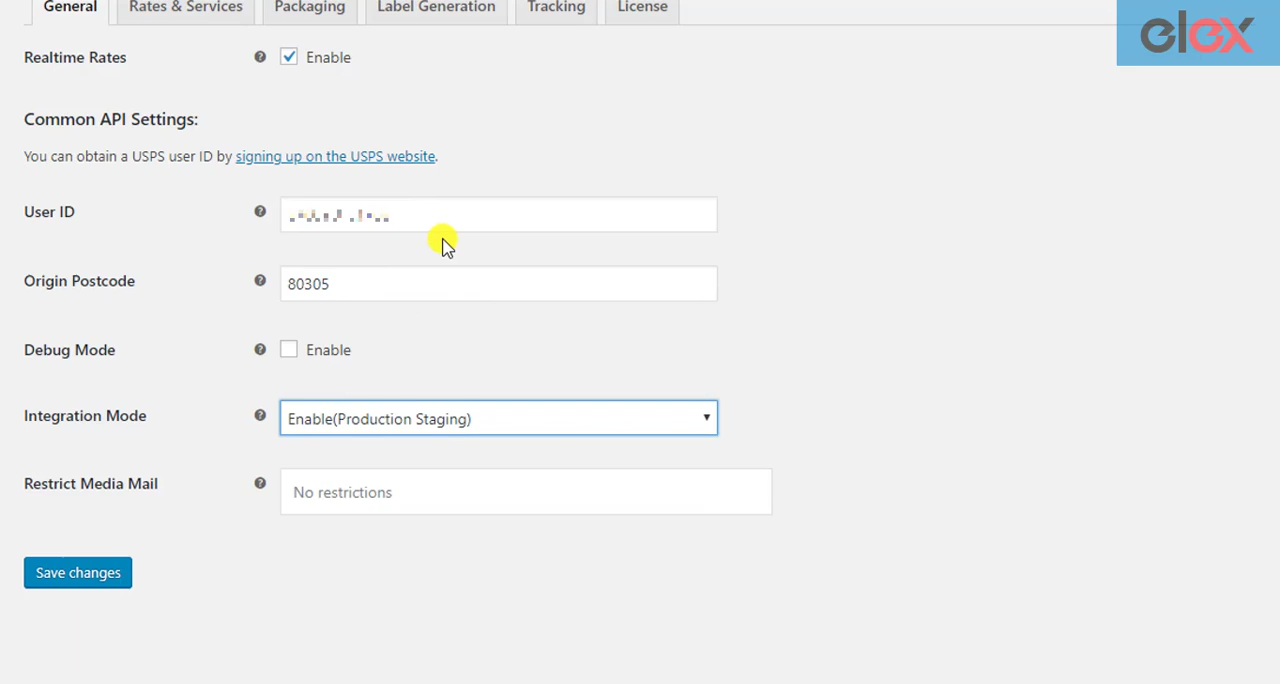 General Rates & Services Packaging Label Generation Tracking License
elex
Realtime Rates Enable
Common API Settings:
You can obtain a USPS user ID by signing up on the USPS website.
User ID
Origin Postcode 80305
Debug Mode Enable
Integration Mode Enable(Production Staging)
Restrict Media Mail No restrictions
Save changes